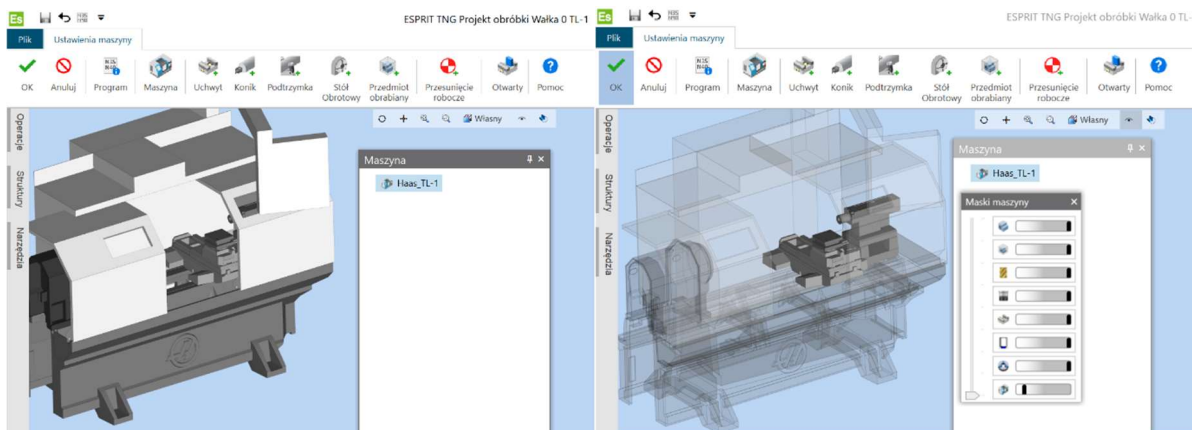 Es
ESPRIT TNG Projekt obróbki Wałka 0 TL-1
Plik Ustawienia maszyny
OK Anuluj Program Maszyna Uchwyt Konik Podtrzymka Stół Obrotowy Przedmiot obrabiany Przesunięcie robocze Otwarty Pomoc
Własny
Operacje
Struktury
Narzędzia
Maszyna
Haas_TL-1
Es
ESPRIT TNG Projekt obróbki Wałka 0 TL-
Plik Ustawienia maszyny
OK Anuluj Program Maszyna Uchwyt Konik Podtrzymka Stół Obrotowy Przedmiot obrabiany Przesunięcie robocze Otwarty Pomoc
Własny
Operacje
Struktury
Narzędzia
Maszyna
Haas_TL-1
Maski maszyny